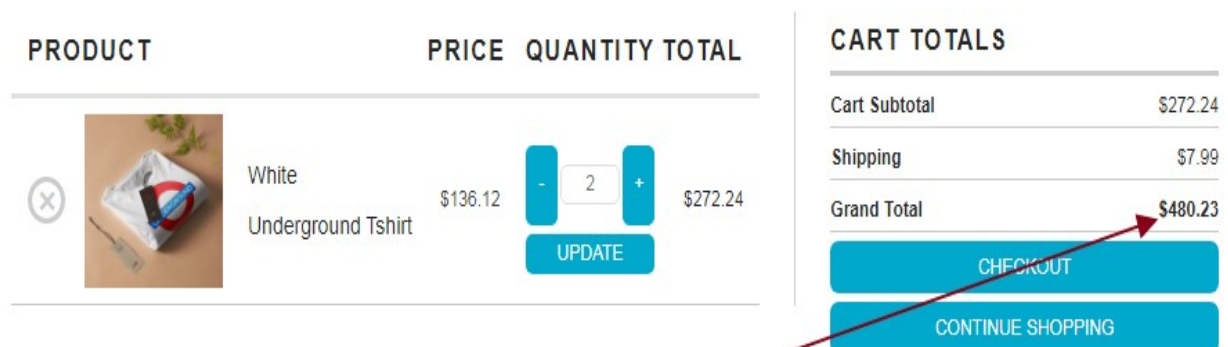 PRODUCT PRICE QUANTITY TOTAL
White
Underground Tshirt
$136.12
- 2 +
$272.24
UPDATE
CART TOTALS
Cart Subtotal $272.24
Shipping $7.99
Grand Total $480.23
CHECKOUT
CONTINUE SHOPPING